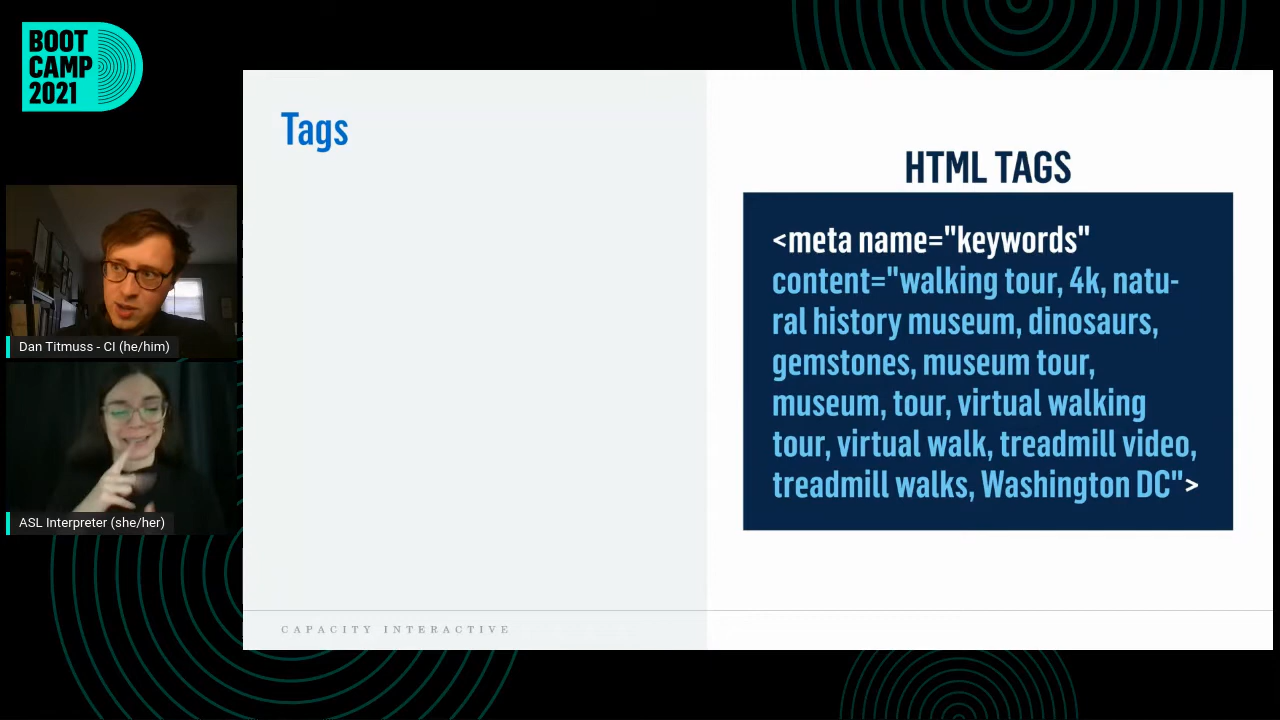 BOOT
CAMP
2021
Tags
HTML TAGS
<meta name="keywords"
content="walking tour, 4k, natu-
ral history museum, dinosaurs,
gemstones, museum tour,
museum, tour, virtual walking
tour, virtual walk, treadmill video,
treadmill walks, Washington DC">
Dan Titmuss - CI (he/him)
ASL Interpreter (she/her)
CAPACITY INTERACTIVE